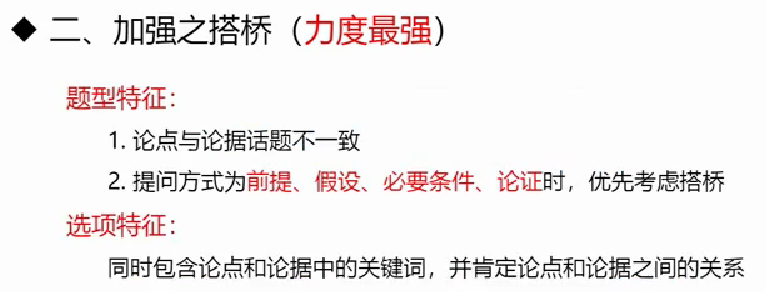 ◆ 二、加强之搭桥（力度最强）
题型特征：
1. 论点与论据话题不一致
2. 提问方式为前提、假设、必要条件、论证时，优先考虑搭桥
选项特征：
同时包含论点和论据中的关键词，并肯定论点和论据之间的关系